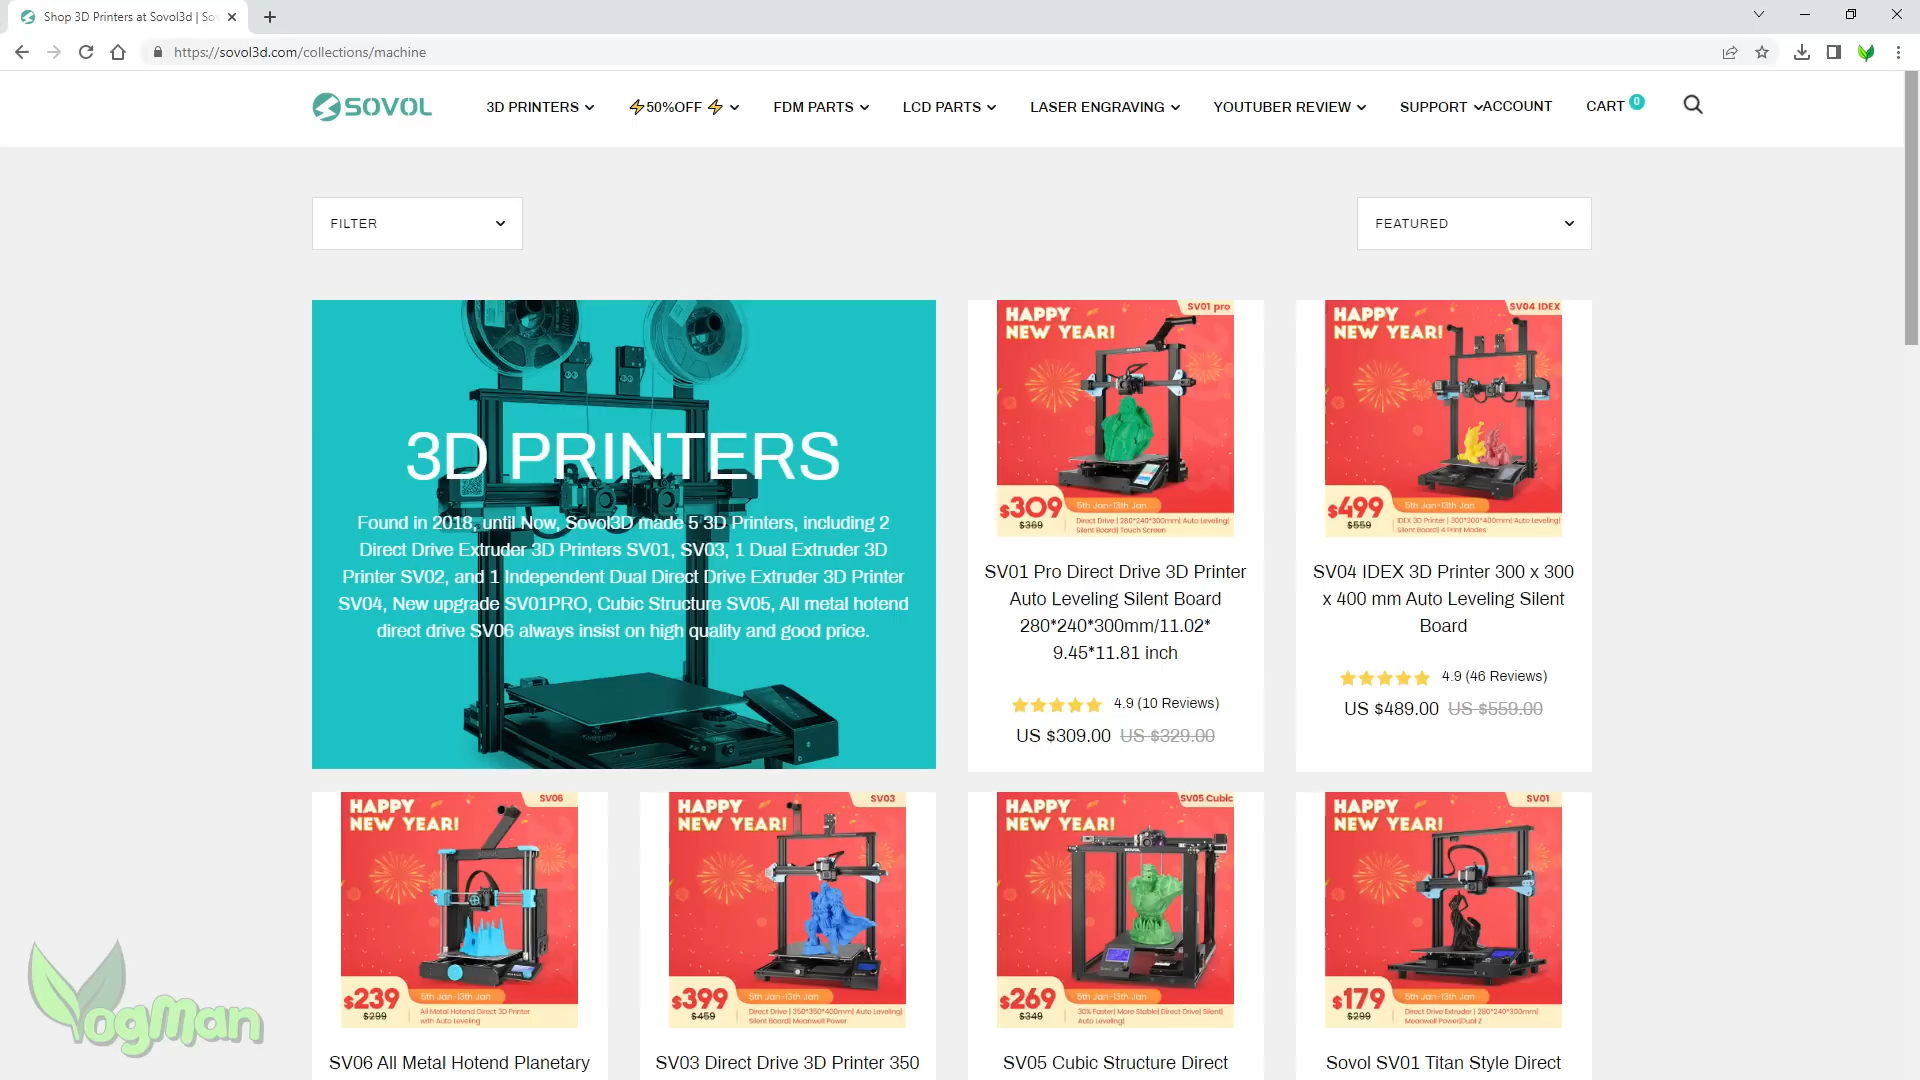 Shop 3D Printers at Sovol3d | Sov
https://sovol3d.com/collections/machine
SOVOL
3D PRINTERS
⚡50%OFF ⚡
FDM PARTS
LCD PARTS
LASER ENGRAVING
YOUTUBER REVIEW
SUPPORT
ACCOUNT
CART 0
FILTER
FEATURED
3D PRINTERS
Found in 2018, until Now, Sovol3D made 5 3D Printers, including 2
Direct Drive Extruder 3D Printers SV01, SV03, 1 Dual Extruder 3D
Printer SV02, and 1 Independent Dual Direct Drive Extruder 3D Printer
SV04, New upgrade SV01PRO, Cubic Structure SV05, All metal hotend
direct drive SV06 always insist on high quality and good price.
SV01 pro
HAPPY
NEW YEAR!
$309
$369
5th Jan-13th Jan
Direct Drive | 280*240*300mm| Auto Leveling|
Silent Board| Touch Screen
SV01 Pro Direct Drive 3D Printer
Auto Leveling Silent Board
280*240*300mm/11.02*
9.45*11.81 inch
4.9 (10 Reviews)
US $309.00 US $329.00
SV04 IDEX
HAPPY
NEW YEAR!
$499
$559
5th Jan-13th Jan
IDEX 3D Printer | 300*300*400mm| Auto Leveling|
Silent Board| 4 Print Modes
SV04 IDEX 3D Printer 300 x 300
x 400 mm Auto Leveling Silent
Board
4.9 (46 Reviews)
US $489.00 US $559.00
SV06
HAPPY
NEW YEAR!
$239
$299
5th Jan-13th Jan
All Metal Hotend Direct 3D Printer
with Auto Leveling
SV06 All Metal Hotend Planetary
SV03
HAPPY
NEW YEAR!
$399
$459
5th Jan-13th Jan
Direct Drive | 350*350*400mm| Auto Leveling|
Silent Board| Meanwell Power
SV03 Direct Drive 3D Printer 350
SV05 Cubic
HAPPY
NEW YEAR!
$269
$349
5th Jan-13th Jan
30% Faster| More Stable| Direct Drive| Silent|
Auto Leveling|
SV05 Cubic Structure Direct
SV01
HAPPY
NEW YEAR!
$179
$299
5th Jan-13th Jan
Direct Drive Extruder | 280*240*300mm|
Meanwell Power|Dual Z
Sovol SV01 Titan Style Direct
YogMan